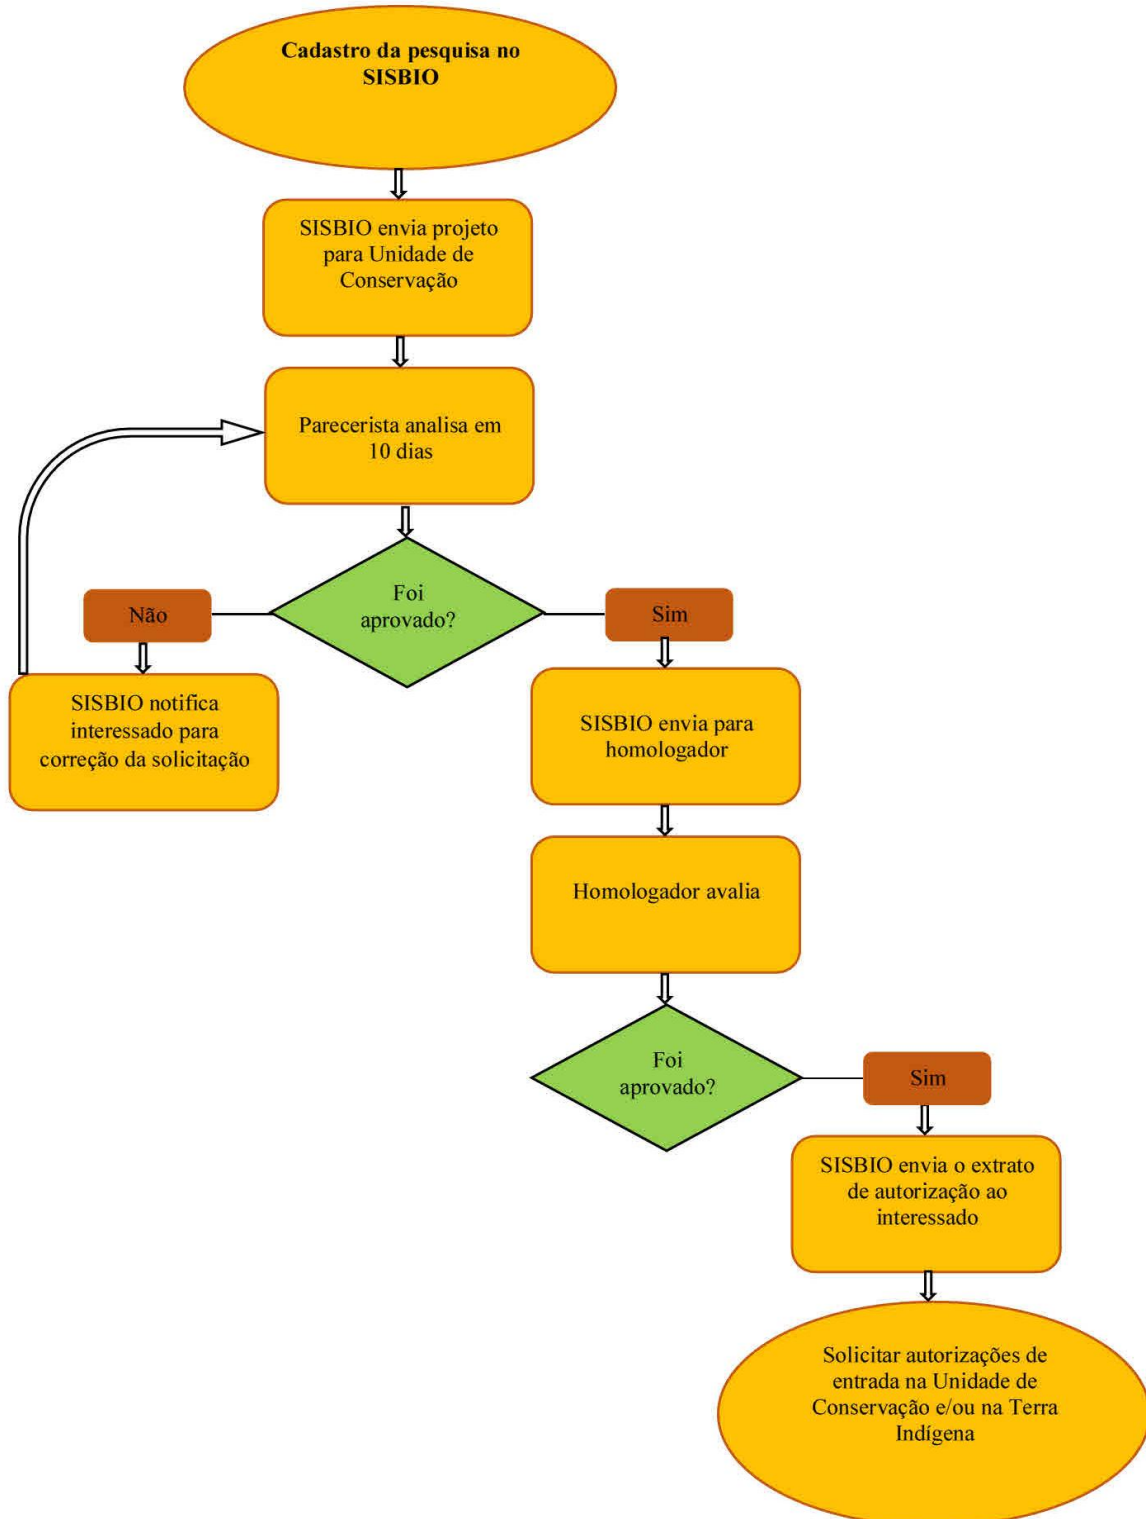 Cadastro da pesquisa no
SISBIO
SISBIO envia projeto
para Unidade de
Conservação
Parecerista analisa em
10 dias
Foi
aprovado?
Não
Sim
SISBIO notifica
interessado para
correção da solicitação
SISBIO envia para
homologador
Homologador avalia
Foi
aprovado?
Sim
SISBIO envia o extrato
de autorização ao
interessado
Solicitar autorizações de
entrada na Unidade de
Conservação e/ou na Terra
Indígena